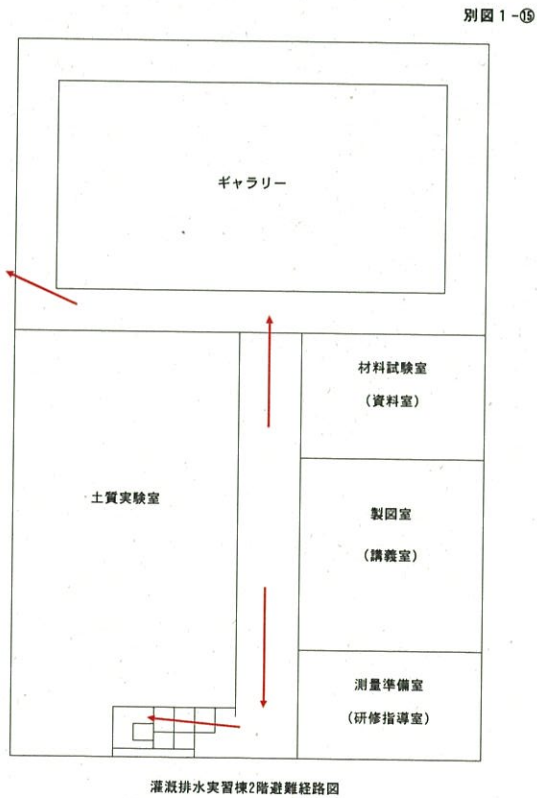 別図1-⑮
ギャラリー
材料試験室
(資料室)
土質実験室
製図室
(講義室)
測量準備室
(研修指導室)
灌漑排水実習棟2階避難経路図